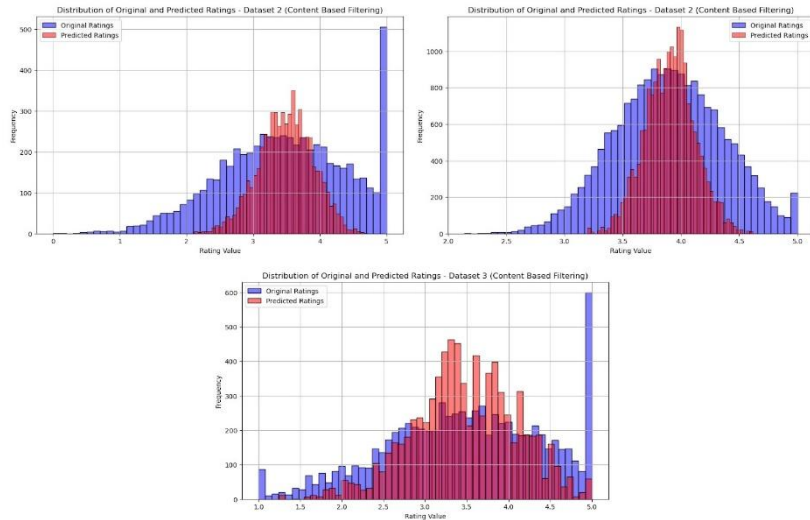 Distribution of Original and Predicted Ratings - Dataset 2 (Content Based Filtering)
Original Ratings
Predicted Ratings
500
400
300
200
100
0
Frequency
0 1 2 3 4 5
Rating Value
Distribution of Original and Predicted Ratings - Dataset 2 (Content Based Filtering)
Original Ratings
Predicted Ratings
1000
800
600
400
200
0
Frequency
2.0 2.5 3.0 3.5 4.0 4.5 5.0
Rating Value
Distribution of Original and Predicted Ratings - Dataset 3 (Content Based Filtering)
Original Ratings
Predicted Ratings
600
500
400
300
200
100
0
Frequency
1.0 1.5 2.0 2.5 3.0 3.5 4.0 4.5 5.0
Rating Value